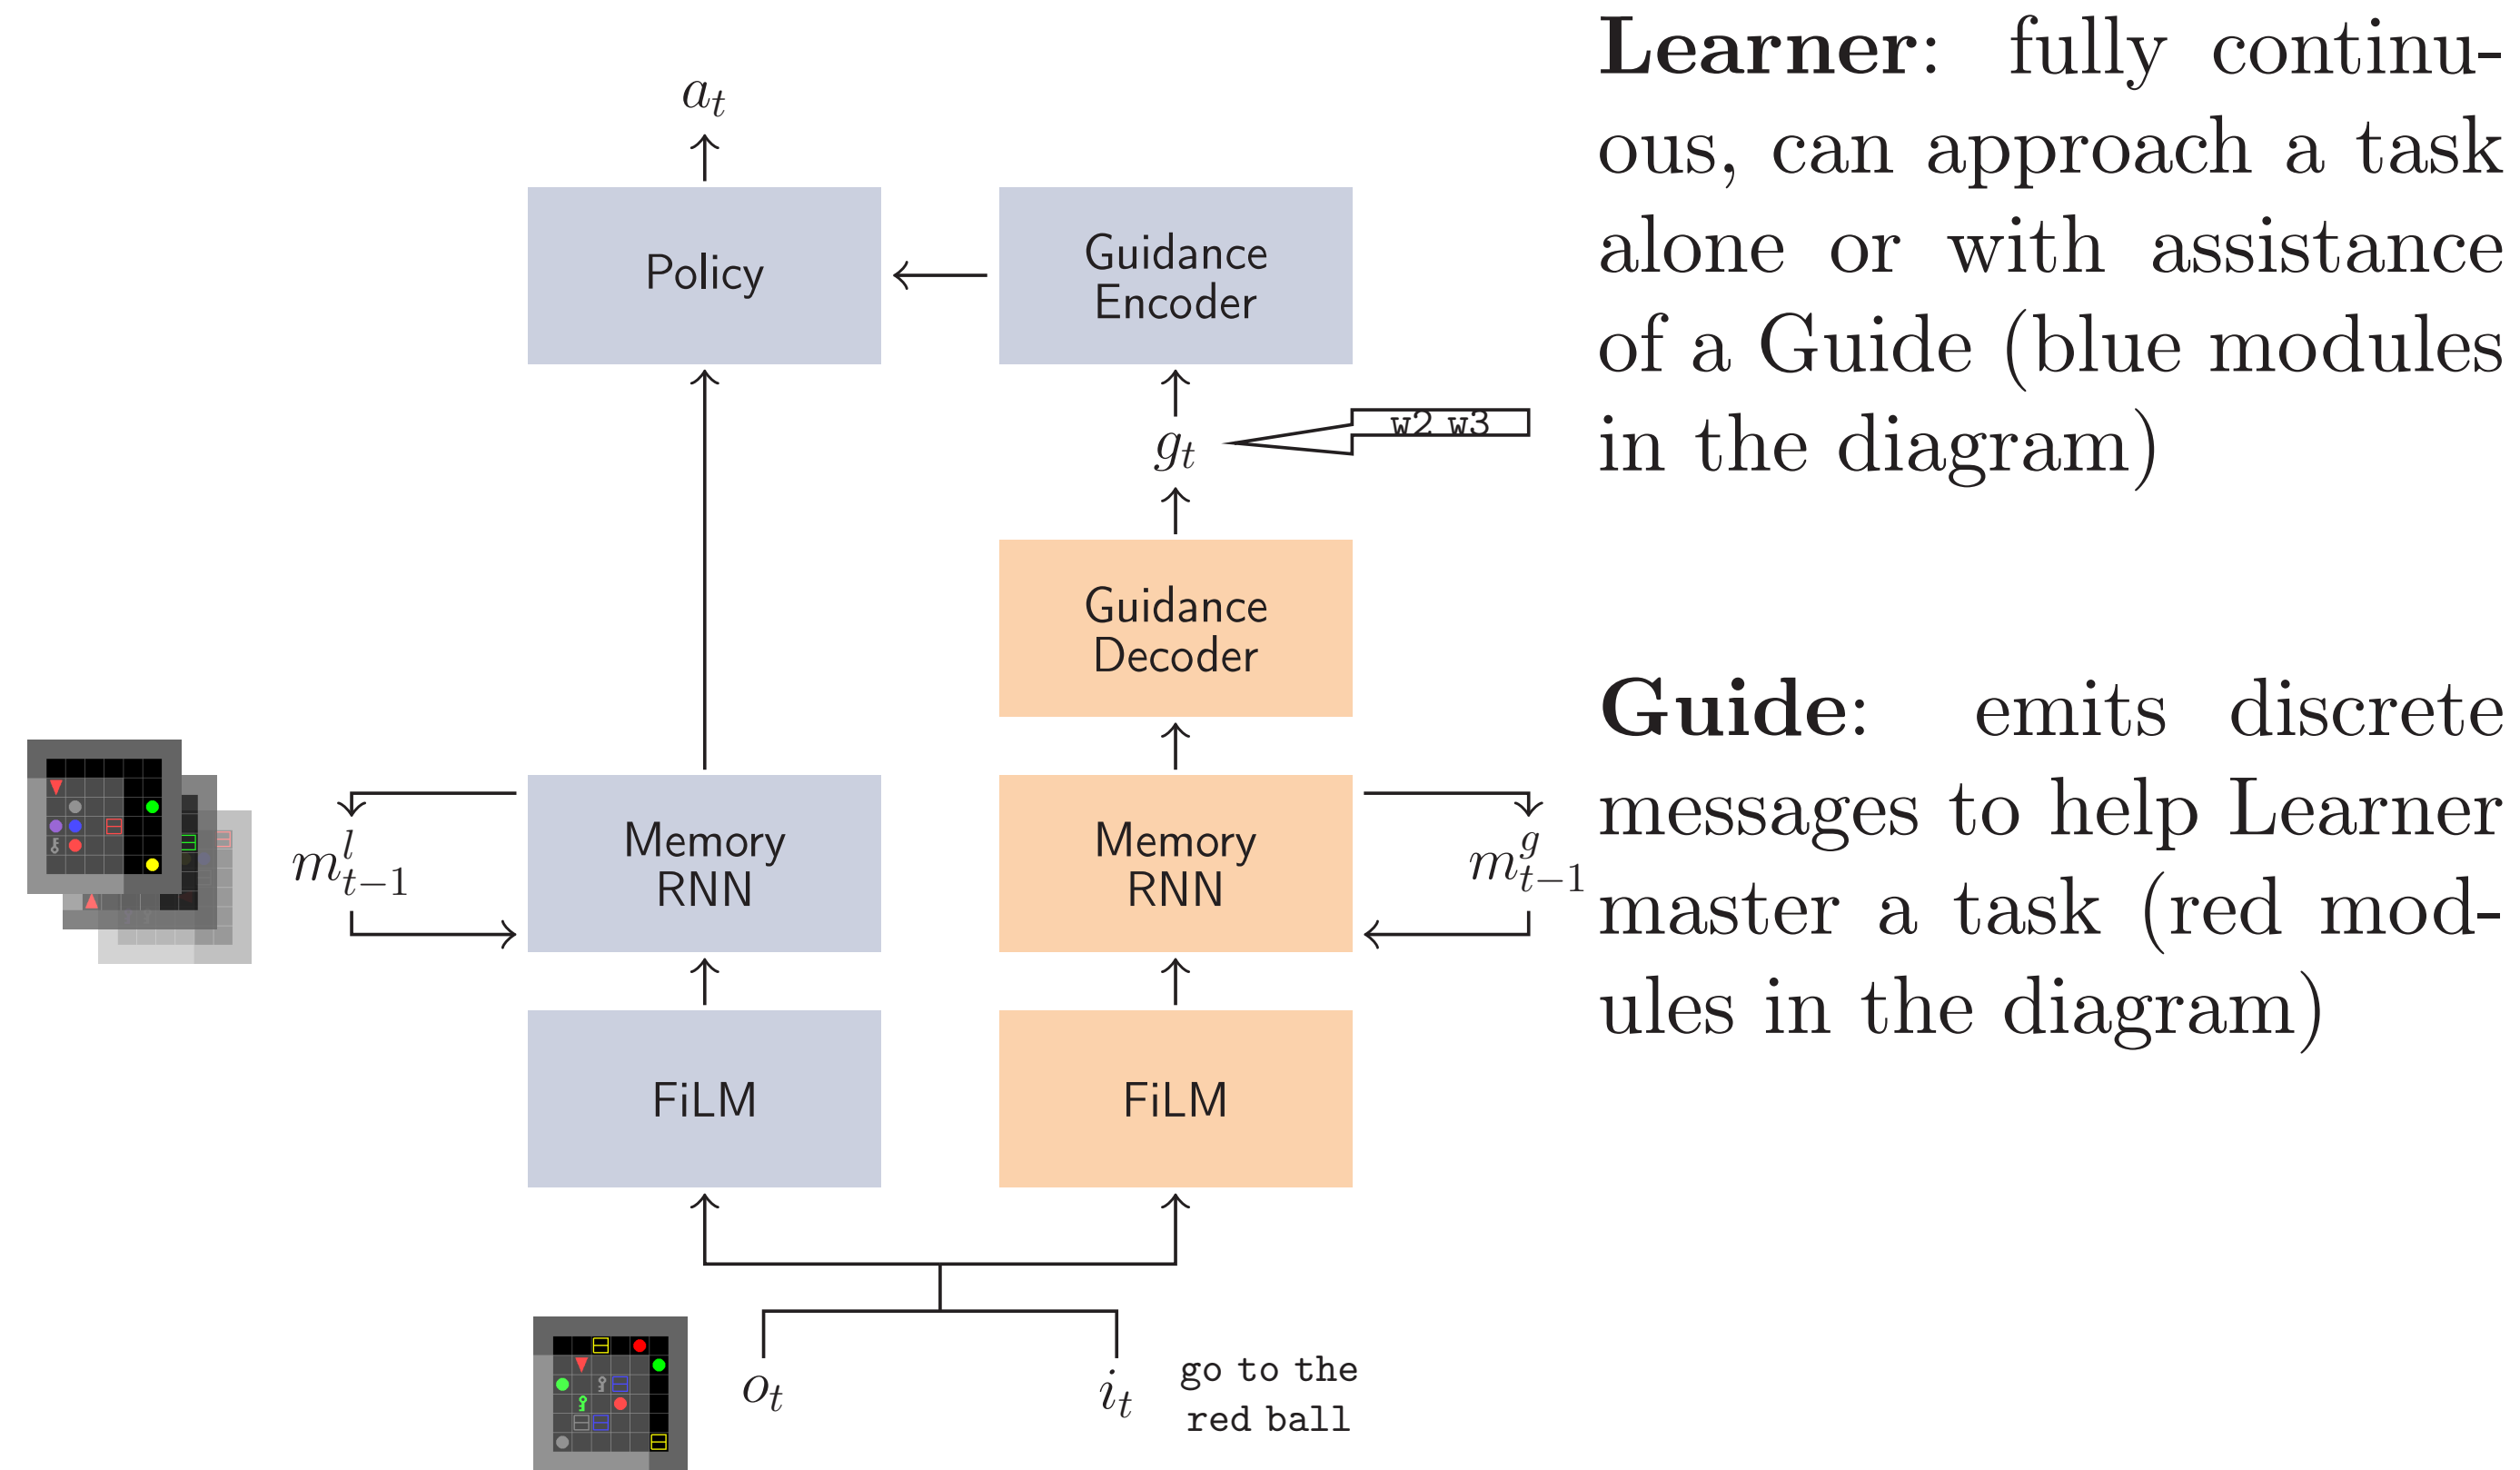 a_t
Policy
Guidance
Encoder
g_t
w2 w3
Guidance
Decoder
m^l_{t-1}
Memory
RNN
Memory
RNN
m^g_{t-1}
FiLM
FiLM
o_t
i_t
go to the
red ball
Learner: fully continu-
ous, can approach a task
alone or with assistance
of a Guide (blue modules
in the diagram)
Guide: emits discrete
messages to help Learner
master a task (red mod-
ules in the diagram)